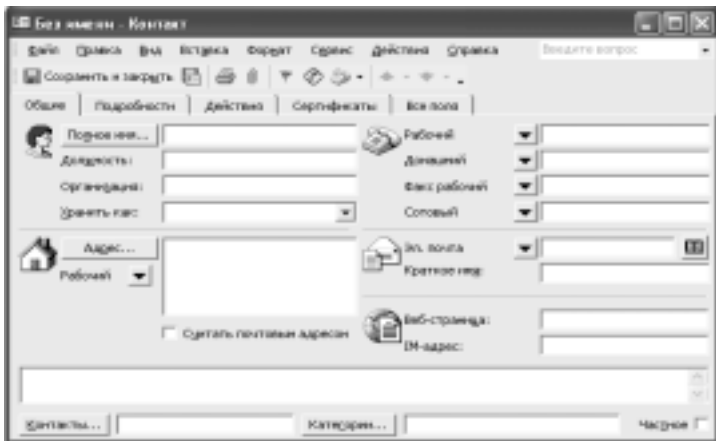 Без имени - Контакт
Файл Правка Вид Вставка Формат Сервис Действия Справка Введите вопрос
Сохранить и закрыть
Общие Подробности Действия Сертификаты Все поля
Полное имя... Рабочий
Должность: Домашний
Организация: Факс рабочий
Хранить как: Сотовый
Адрес... Эл. почта
Рабочий Краткое имя:
Считать почтовым адресом Веб-страница:
IM-адрес:
Контакты... Категории... Частное